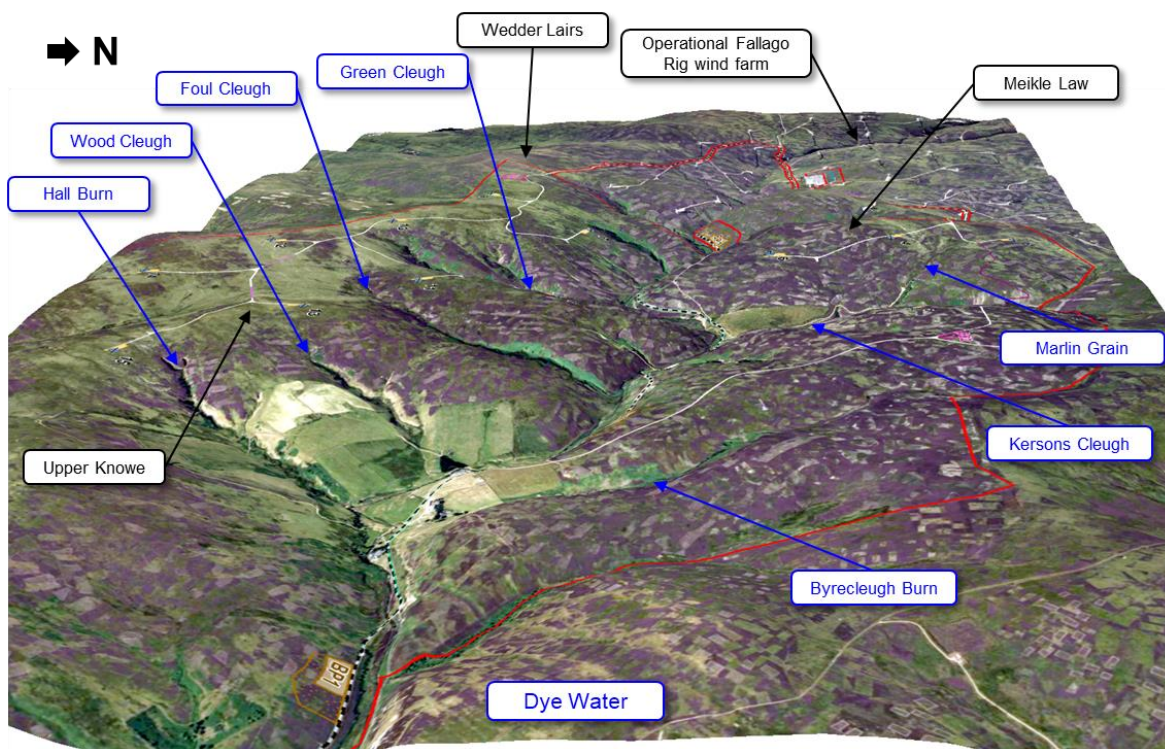 N
Wedder Lairs
Operational Fallago
Rig wind farm
Green Cleugh
Meikle Law
Foul Cleugh
Wood Cleugh
Hall Burn
Marlin Grain
Kersons Cleugh
Upper Knowe
Byrecleugh Burn
BP1
Dye Water